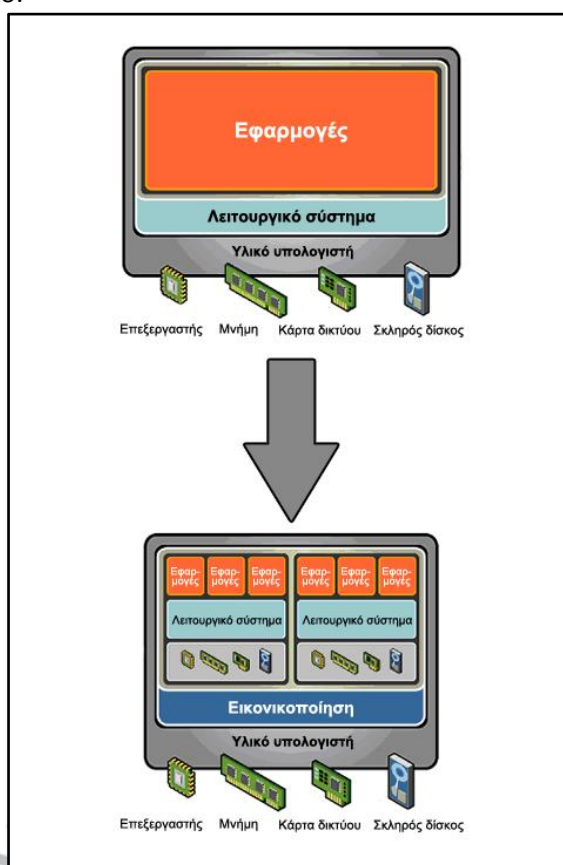 Εφαρμογές
Λειτουργικό σύστημα
Υλικό υπολογιστή
Επεξεργαστής Μνήμη Κάρτα δικτύου Σκληρός δίσκος
Εφαρ- Εφαρ- Εφαρ- Εφαρ- Εφαρ- Εφαρ-
μογές μογές μογές μογές μογές μογές
Λειτουργικό σύστημα Λειτουργικό σύστημα
Εικονικοποίηση
Υλικό υπολογιστή
Επεξεργαστής Μνήμη Κάρτα δικτύου Σκληρός δίσκος